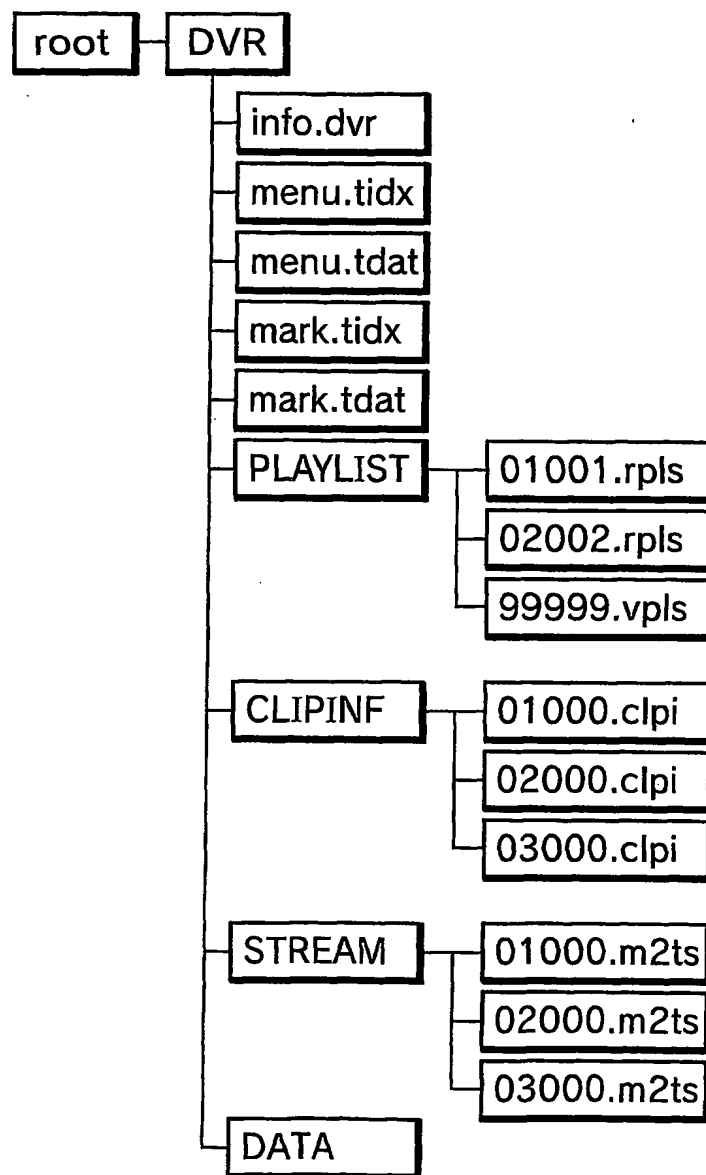 root DVR
info.dvr
menu.tidx
menu.tdat
mark.tidx
mark.tdat
PLAYLIST 01001.rpls
02002.rpls
99999.vpls
CLIPINF 01000.clpi
02000.clpi
03000.clpi
STREAM 01000.m2ts
02000.m2ts
03000.m2ts
DATA